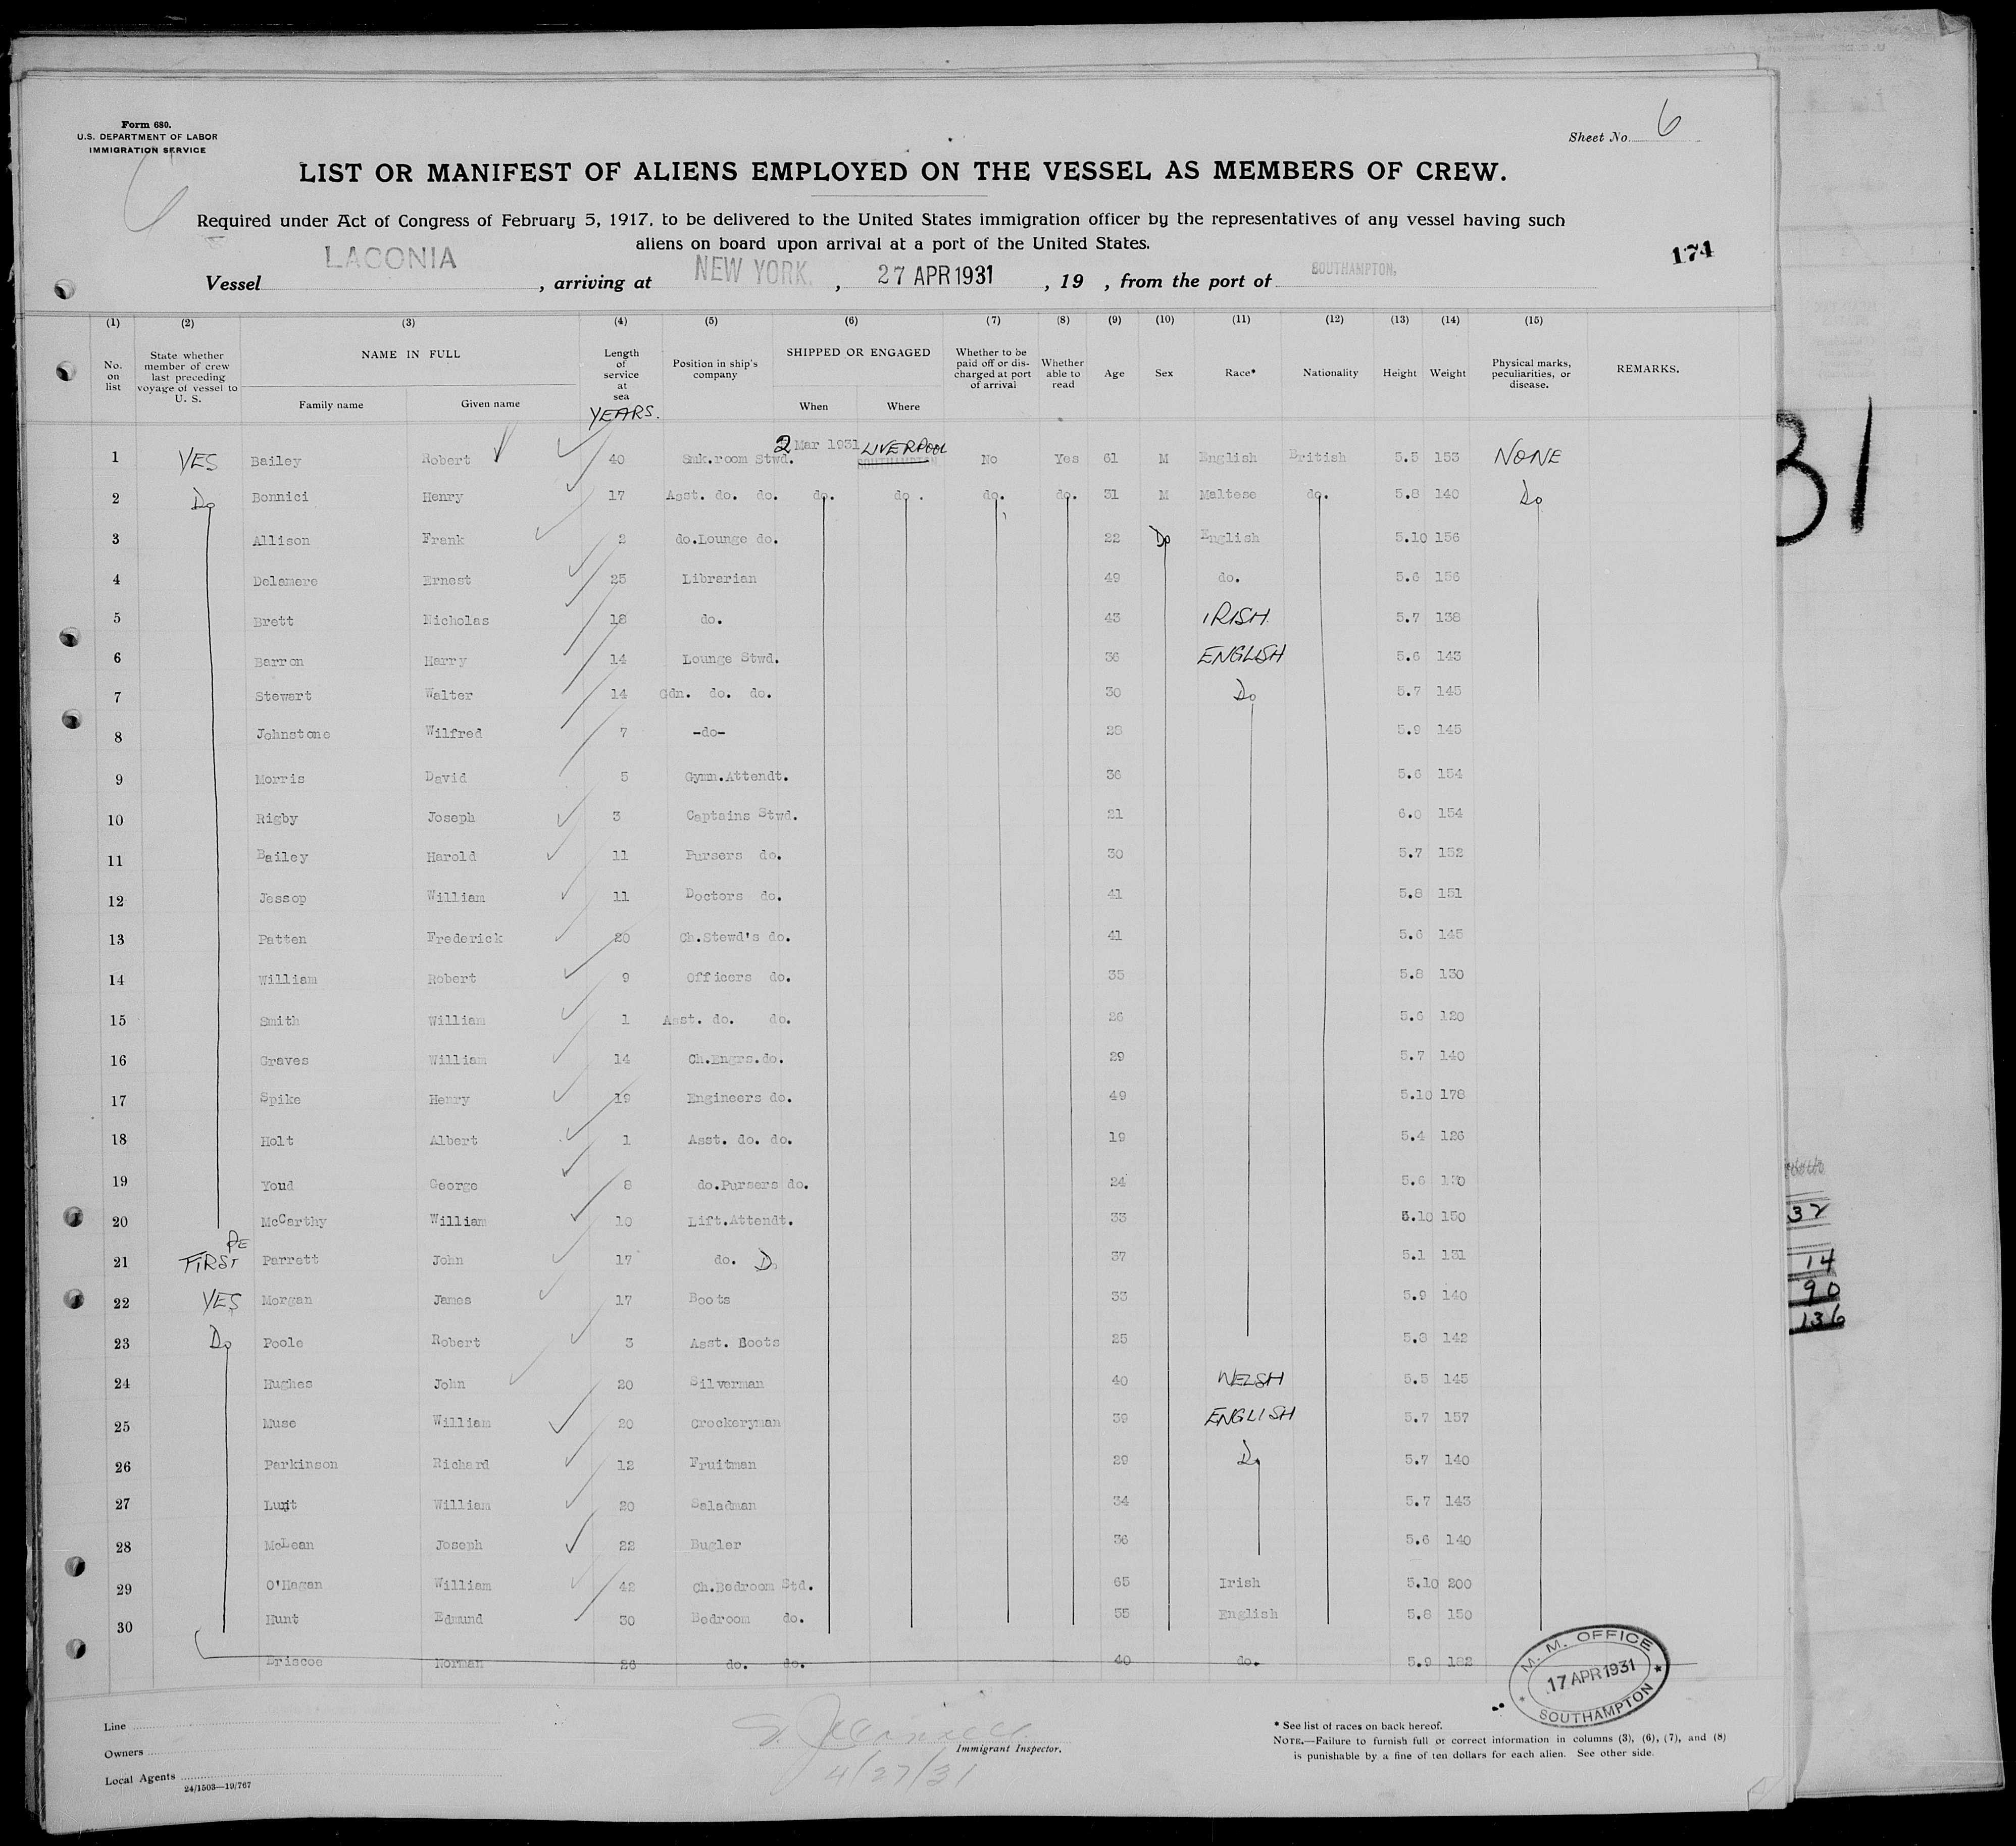 Form 680.
U.S. DEPARTMENT OF LABOR
IMMIGRATION SERVICE
Sheet No. 6
6
LIST OR MANIFEST OF ALIENS EMPLOYED ON THE VESSEL AS MEMBERS OF CREW.
Required under Act of Congress of February 5, 1917, to be delivered to the United States immigration officer by the representatives of any vessel having such
aliens on board upon arrival at a port of the United States.
174
Vessel LACONIA , arriving at NEW YORK. , 27 APR 1931 , 19 , from the port of SOUTHAMPTON,
(1) (2) (3) (4) (5) (6) (7) (8) (9) (10) (11) (12) (13) (14) (15)
No. on list State whether member of crew last preceding voyage of vessel to U. S. NAME IN FULL Family name Given name Length of service at sea YEARS. Position in ship's company SHIPPED OR ENGAGED When Where Whether to be paid off or discharged at port of arrival Whether able to read Age Sex Race* Nationality Height Weight Physical marks, peculiarities, or disease. REMARKS.
1 YES Bailey Robert 40 Smk.room Stwd. 2 Mar 1931 LIVERPOOL SOUTHAMPTON No Yes 61 M English British 5.5 153 NONE
2 Do Bonnici Henry 17 Asst. do. do. do. do. do. do. 31 M Maltese do. 5.8 140 Do
3 Allison Frank 2 do.Lounge do. 22 Do English 5.10 156
4 Delamere Ernest 25 Librarian 49 do. 5.6 156
5 Brett Nicholas 18 do. 43 IRISH 5.7 138
6 Barron Harry 14 Lounge Stwd. 36 ENGLISH 5.6 143
7 Stewart Walter 14 Gdn. do. do. 30 Do 5.7 145
8 Johnstone Wilfred 7 -do- 28 5.9 145
9 Morris David 5 Gymn.Attendt. 36 5.6 154
10 Rigby Joseph 3 Captains Stwd. 21 6.0 154
11 Bailey Harold 11 Pursers do. 30 5.7 152
12 Jessop William 11 Doctors do. 41 5.8 151
13 Patten Frederick 20 Ch.Stewd's do. 41 5.6 145
14 William Robert 9 Officers do. 35 5.8 130
15 Smith William 1 Asst. do. do. 26 5.6 120
16 Graves William 14 Ch.Engrs.do. 29 5.7 140
17 Spike Henry 19 Engineers do. 49 5.10 178
18 Holt Albert 1 Asst. do. do. 19 5.4 126
19 Youd George 8 do.Pursers do. 24 5.6 130
20 McCarthy William 10 Lift.Attendt. 33 5.10 150
21 FIRST Parrett John 17 do. Do 37 5.1 131
22 YES Morgan James 17 Boots 33 5.9 140
23 Do Poole Robert 3 Asst. Boots 25 5.8 142
24 Hughes John 20 Silverman 40 WELSH 5.5 145
25 Muse William 20 Crockeryman 39 ENGLISH 5.7 157
26 Parkinson Richard 12 Fruitman 29 Do 5.7 140
27 William 20 Saladman 34 5.7 143
28 McLean Joseph 22 Bugler 36 5.6 140
29 O'Hagan William 42 Ch.Bedroom Std. 65 Irish 5.10 200
30 Hunt Edmund 30 Bedroom do. 55 English 5.8 150
Briscoe Norman 26 do. do. 40 do. 5.9 182
M. M. OFFICE
17 APR 1931
SOUTHAMPTON
Line
Owners
Local Agents
24/1503—19/767
Immigrant Inspector.
4/27/31
* See list of races on back hereof.
NOTE.—Failure to furnish full or correct information in columns (3), (6), (7), and (8)
is punishable by a fine of ten dollars for each alien. See other side.
31
32
14
90
136